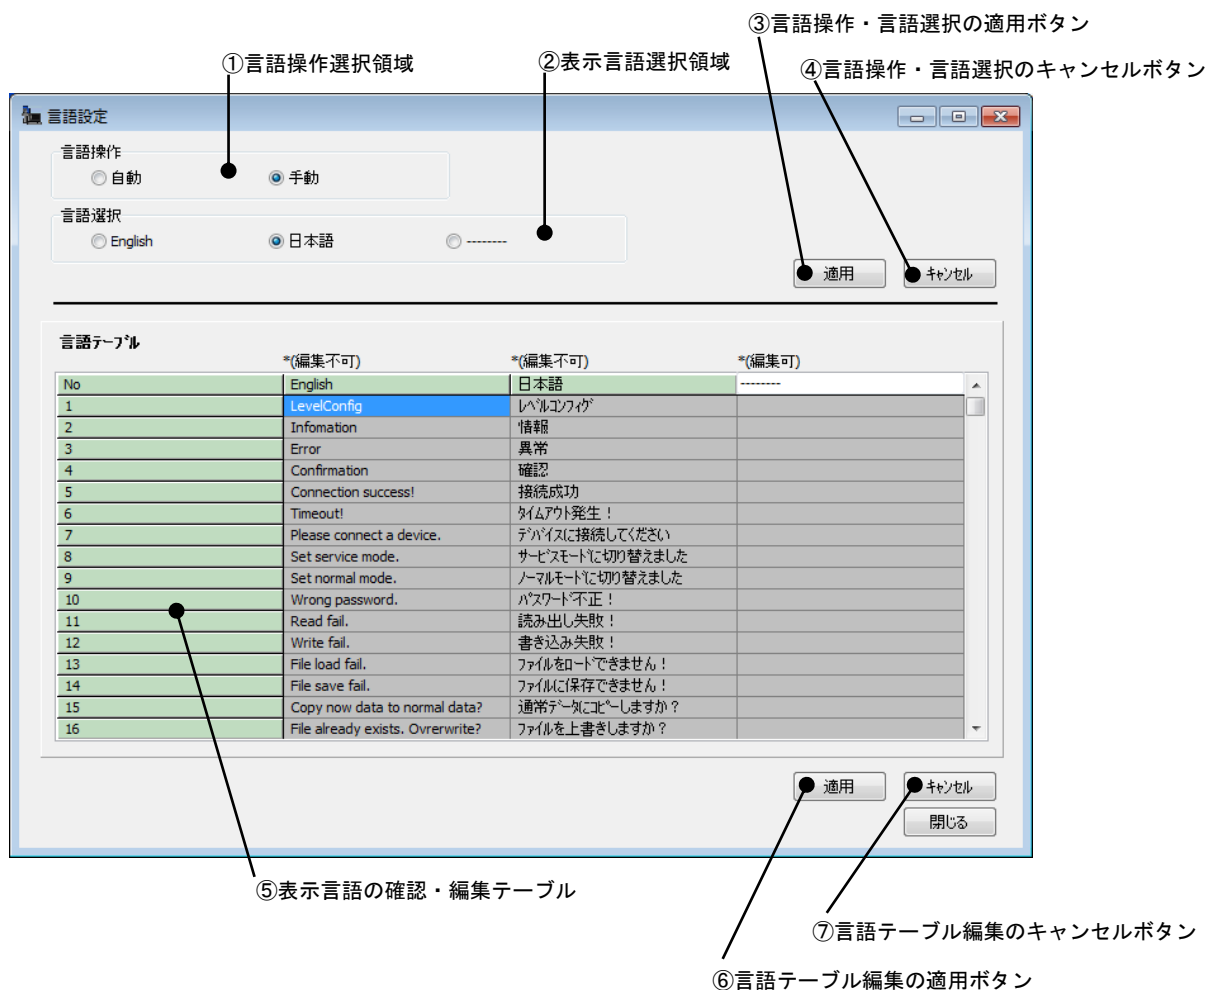 ③言語操作・言語選択の適用ボタン
①言語操作選択領域
②表示言語選択領域
④言語操作・言語選択のキャンセルボタン
言語設定
言語操作
自動 手動
言語選択
English 日本語 --------
適用 ｷｬﾝｾﾙ
言語ﾃｰﾌﾞﾙ
*(編集不可) *(編集不可) *(編集可)
No English 日本語 --------
1 LevelConfig ﾚﾍﾞﾙｺﾝﾌｨｸﾞ
2 Infomation 情報
3 Error 異常
4 Confirmation 確認
5 Connection success! 接続成功
6 Timeout! ﾀｲﾑｱｳﾄ発生！
7 Please connect a device. ﾃﾞﾊﾞｲｽに接続してください
8 Set service mode. ｻｰﾋﾞｽﾓｰﾄﾞに切り替えました
9 Set normal mode. ﾉｰﾏﾙﾓｰﾄﾞに切り替えました
10 Wrong password. ﾊﾟｽﾜｰﾄﾞ不正！
11 Read fail. 読み出し失敗！
12 Write fail. 書き込み失敗！
13 File load fail. ﾌｧｲﾙをﾛｰﾄﾞできません！
14 File save fail. ﾌｧｲﾙに保存できません！
15 Copy now data to normal data? 通常ﾃﾞｰﾀにｺﾋﾟｰしますか？
16 File already exists. Ovrerwrite? ﾌｧｲﾙを上書きしますか？
適用 ｷｬﾝｾﾙ
閉じる
⑤表示言語の確認・編集テーブル
⑦言語テーブル編集のキャンセルボタン
⑥言語テーブル編集の適用ボタン